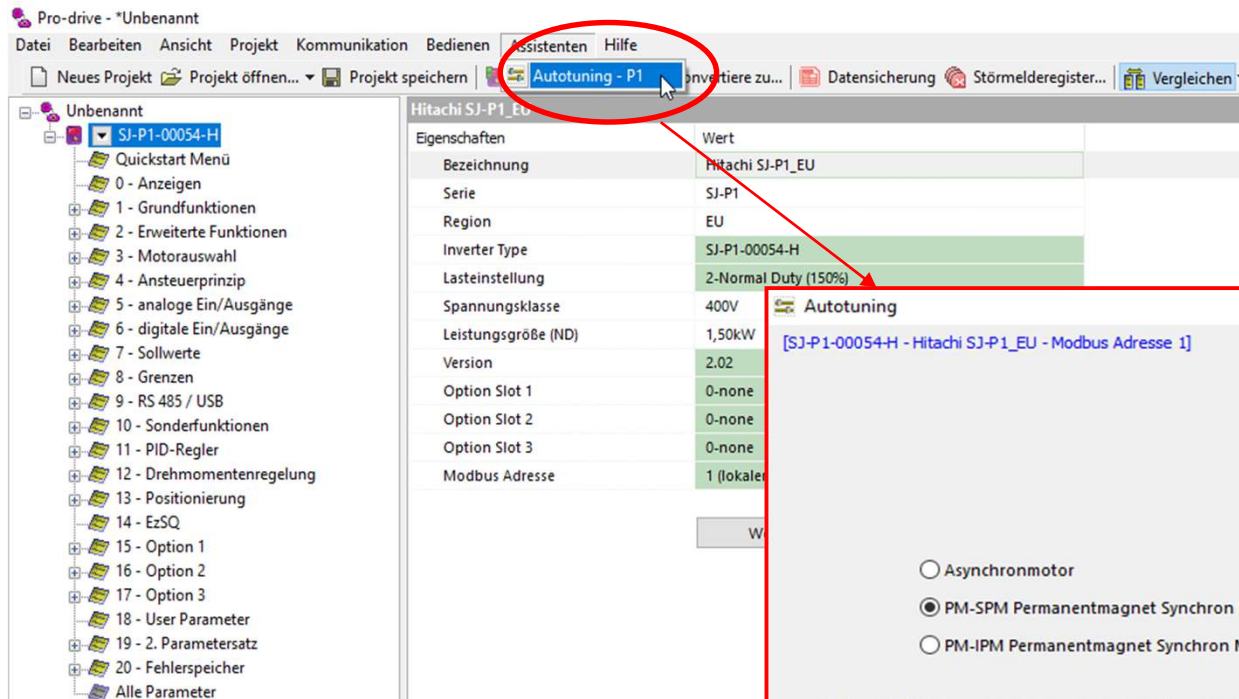 Pro-drive - *Unbenannt
Datei Bearbeiten Ansicht Projekt Kommunikation Bedienen Assistenten Hilfe
Neues Projekt Projekt öffnen... Projekt speichern Autotuning - P1 nvertiere zu... Datensicherung Störmelderegister... Vergleichen
Unbenannt
SJ-P1-00054-H
Quickstart Menü
0 - Anzeigen
1 - Grundfunktionen
2 - Erweiterte Funktionen
3 - Motorauswahl
4 - Ansteuerprinzip
5 - analoge Ein/Ausgänge
6 - digitale Ein/Ausgänge
7 - Sollwerte
8 - Grenzen
9 - RS 485 / USB
10 - Sonderfunktionen
11 - PID-Regler
12 - Drehmomentenregelung
13 - Positionierung
14 - EzSQ
15 - Option 1
16 - Option 2
17 - Option 3
18 - User Parameter
19 - 2. Parametersatz
20 - Fehlerspeicher
Alle Parameter
Hitachi SJ-P1_EU
Eigenschaften Wert
Bezeichnung Hitachi SJ-P1_EU
Serie SJ-P1
Region EU
Inverter Type SJ-P1-00054-H
Lasteinstellung 2-Normal Duty (150%)
Spannungsklasse 400V
Leistungsgröße (ND) 1,50kW
Version 2.02
Option Slot 1 0-none
Option Slot 2 0-none
Option Slot 3 0-none
Modbus Adresse 1 (lokaler
Autotuning
[SJ-P1-00054-H - Hitachi SJ-P1_EU - Modbus Adresse 1]
Asynchronmotor
PM-SPM Permanentmagnet Synchron
PM-IPM Permanentmagnet Synchron